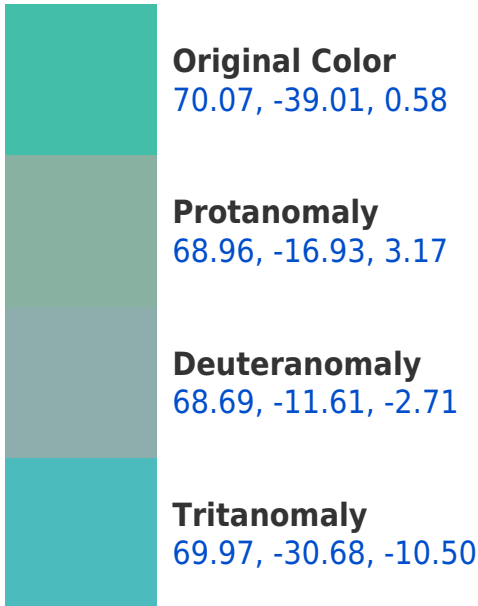 Original Color
70.07, -39.01, 0.58
Protanomaly
68.96, -16.93, 3.17
Deuteranomaly
68.69, -11.61, -2.71
Tritanomaly
69.97, -30.68, -10.50